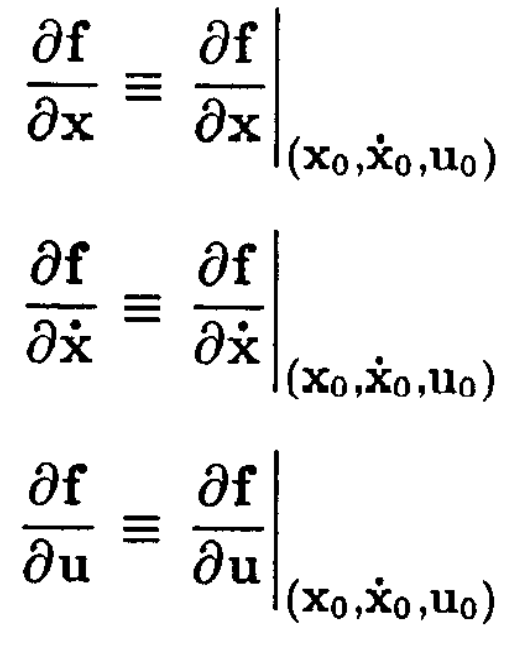 ∂𝐟/∂𝐱 ≡ ∂𝐟/∂𝐱 |(𝐱₀,𝐱̇₀,𝐮₀)
∂𝐟/∂𝐱̇ ≡ ∂𝐟/∂𝐱̇ |(𝐱₀,𝐱̇₀,𝐮₀)
∂𝐟/∂𝐮 ≡ ∂𝐟/∂𝐮 |(𝐱₀,𝐱̇₀,𝐮₀)